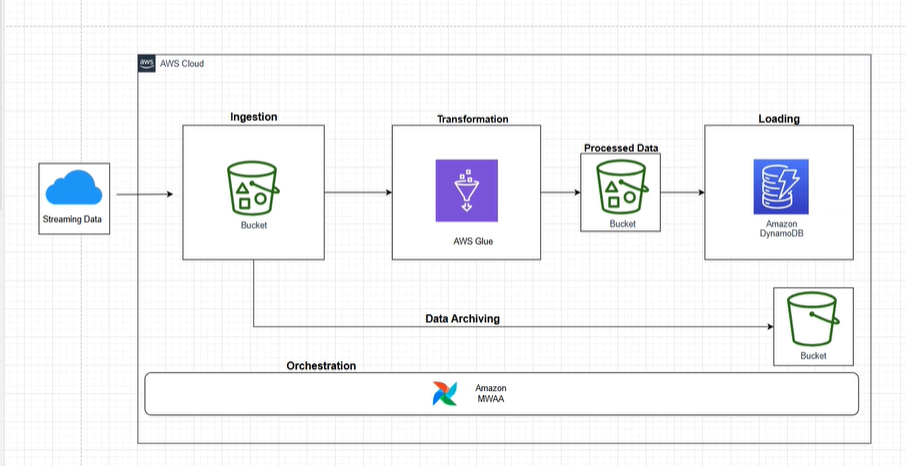 aws AWS Cloud
Ingestion
Transformation
Loading
Processed Data
Streaming Data
Bucket
AWS Glue
Bucket
Amazon
DynamoDB
Data Archiving
Bucket
Orchestration
Amazon
MWAA